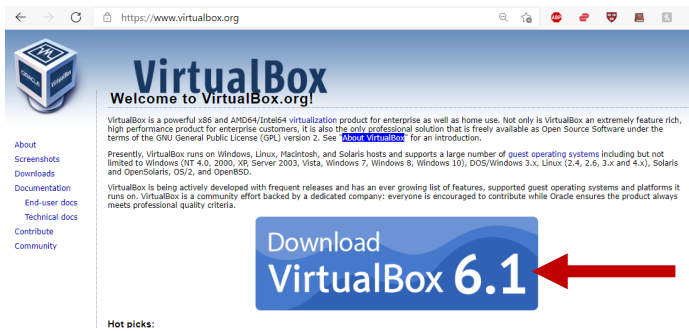 https://www.virtualbox.org
ABP
ORACLE
VirtualBox
VirtualBox
Welcome to VirtualBox.org!
VirtualBox is a powerful x86 and AMD64/Intel64 virtualization product for enterprise as well as home use. Not only is VirtualBox an extremely feature rich,
high performance product for enterprise customers, it is also the only professional solution that is freely available as Open Source Software under the
terms of the GNU General Public License (GPL) version 2. See "About VirtualBox" for an introduction.
Presently, VirtualBox runs on Windows, Linux, Macintosh, and Solaris hosts and supports a large number of guest operating systems including but not
limited to Windows (NT 4.0, 2000, XP, Server 2003, Vista, Windows 7, Windows 8, Windows 10), DOS/Windows 3.x, Linux (2.4, 2.6, 3.x and 4.x), Solaris
and OpenSolaris, OS/2, and OpenBSD.
VirtualBox is being actively developed with frequent releases and has an ever growing list of features, supported guest operating systems and platforms it
runs on. VirtualBox is a community effort backed by a dedicated company: everyone is encouraged to contribute while Oracle ensures the product always
meets professional quality criteria.
About
Screenshots
Downloads
Documentation
End-user docs
Technical docs
Contribute
Community
Download
VirtualBox 6.1
Hot picks: